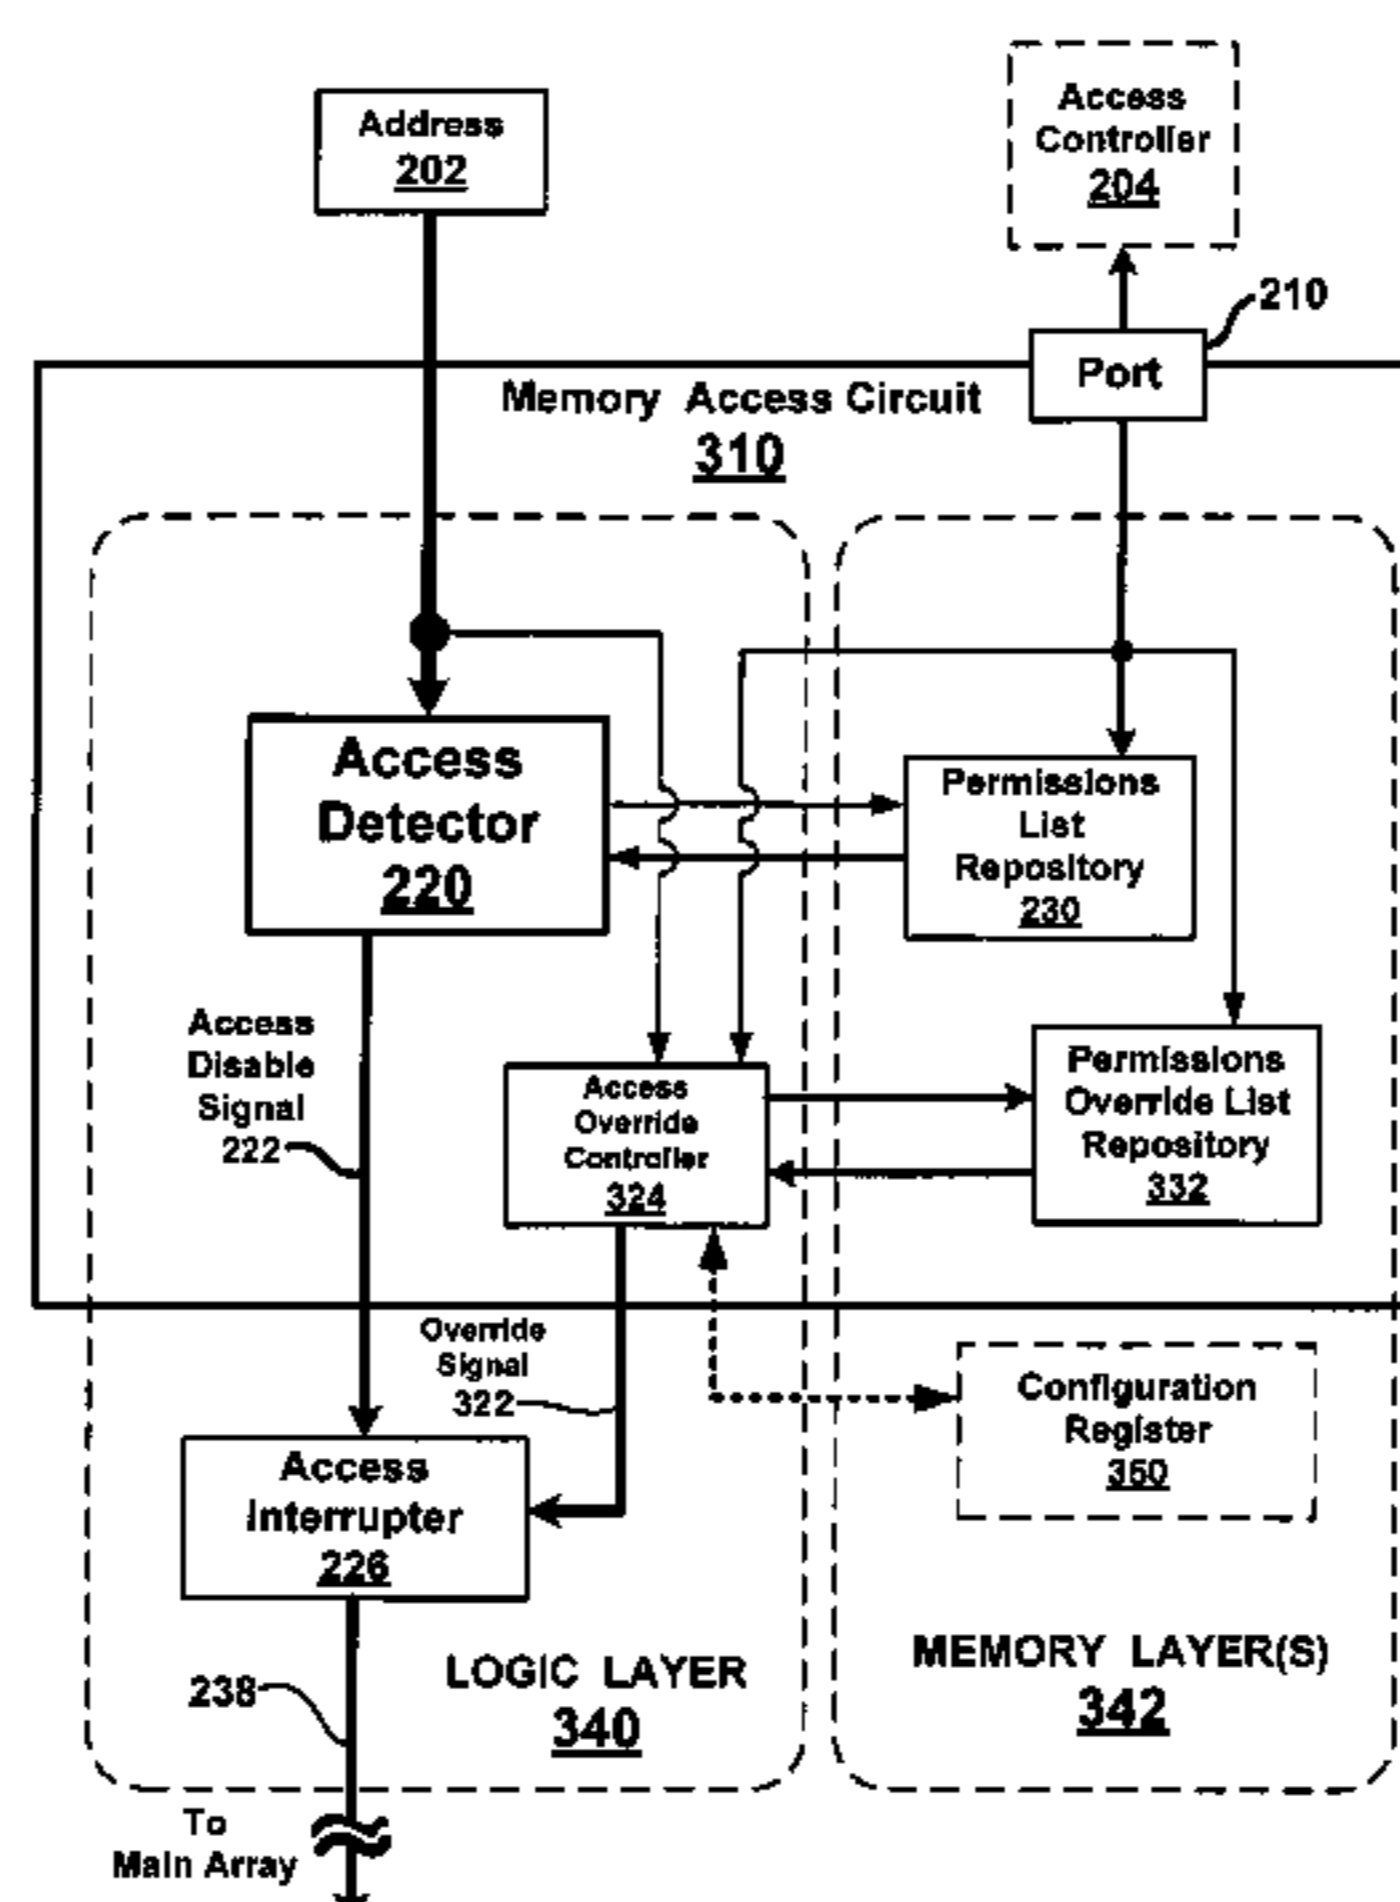 Address
202
Access
Controller
204
210
Port
Memory Access Circuit
310
Access
Detector
220
Permissions
List
Repository
230
Access
Disable
Signal
222
Access
Override
Controller
324
Permissions
Override List
Repository
332
Override
Signal
322
Configuration
Register
350
Access
Interrupter
226
238
LOGIC LAYER
340
MEMORY LAYER(S)
342
To
Main Array